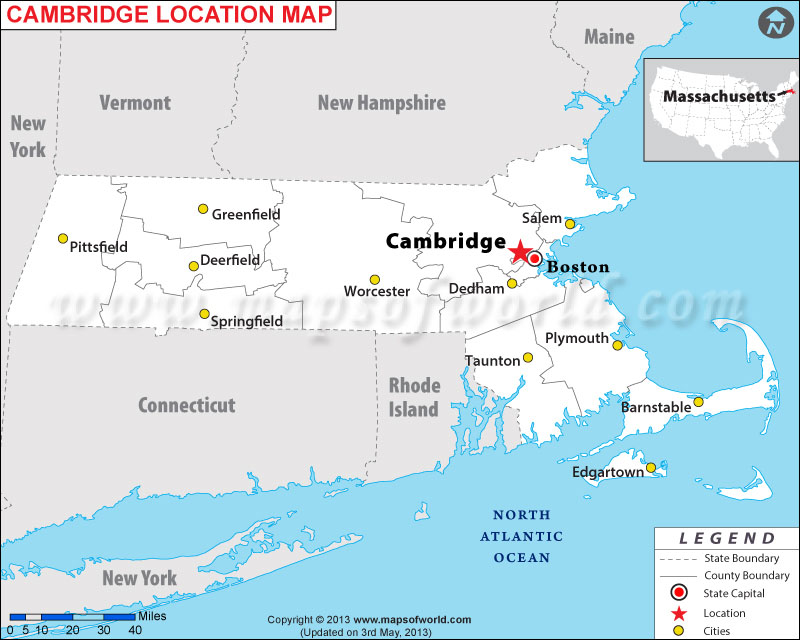 CAMBRIDGE LOCATION MAP
N
Maine
Vermont
New Hampshire
New
York
Massachusetts
Greenfield
Salem
Pittsfield
Cambridge
Deerfield
Boston
Worcester
Dedham
www.mapsofworld.com
Springfield
Plymouth
Taunton
Rhode
Island
Connecticut
Barnstable
Edgartown
NORTH
ATLANTIC
OCEAN
New York
LEGEND
State Boundary
County Boundary
State Capital
Location
Cities
Miles
0 5 10 20 30 40
Copyright © 2013 www.mapsofworld.com
(Updated on 3rd May, 2013)